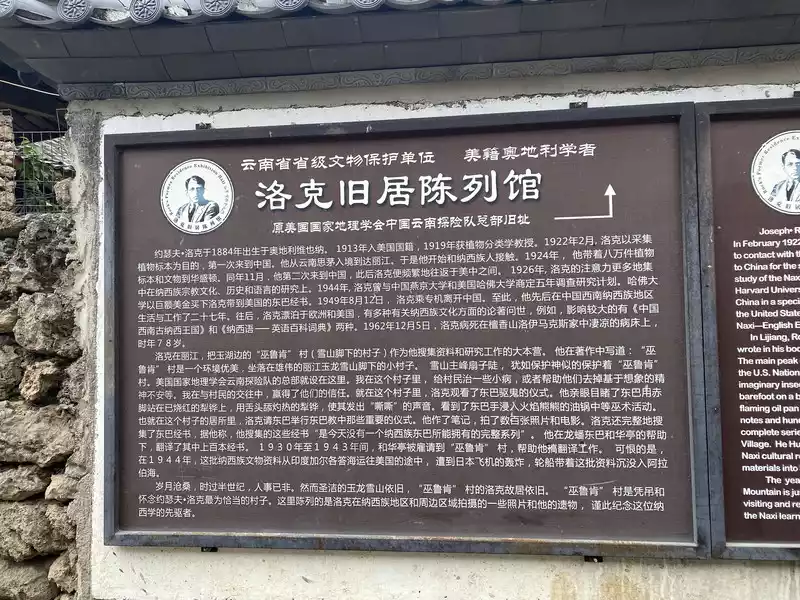 云南省省级文物保护单位 美籍奥地利学者
洛克旧居陈列馆
原美国国家地理学会中国云南探险队总部旧址
约瑟夫•洛克于1884年出生于奥地利维也纳。1913年入美国国籍，1919年获植物分类学教授。1922年2月，洛克以采集
植物标本为目的，第一次来到中国。他从云南思茅入境到达丽江。于是他开始和纳西族人接触。1924年，他带着八万件植物
标本和文物到华盛顿。同年11月，他第二次来到中国，此后洛克便频繁地往返于美中之间。1926年，洛克的注意力更多地集
中在纳西族宗教文化、历史和语言的研究上。1944年，洛克曾与中国燕京大学和美国哈佛大学商定五年调查研究计划。哈佛大
学以巨额美金买下洛克带到美国的东巴经书。1949年8月12日，洛克乘专机离开中国。至此，他先后在中国西南纳西族地区
生活与工作了二十七年。往后，洛克漂泊于欧洲和美国，有多种有关纳西族文化方面的论著问世，例如，影响较大的有《中国
西南古纳西王国》和《纳西语——英语百科词典》两种。1962年12月5日，洛克病死在檀香山洛伊马克斯家中凄凉的病床上，
时年78岁。
洛克在丽江，把玉湖边的“巫鲁肯”村（雪山脚下的村子）作为他搜集资料和研究工作的大本营。他在著作中写道：“巫
鲁肯”村是一个环境优美，坐落在雄伟的丽江玉龙雪山脚下的小村子。雪山主峰扇子陡，犹如保护神似的保护着“巫鲁肯”
村。美国国家地理学会云南探险队的总部就设在这里。我在这个村子里，给村民治一些小病，或者帮助他们去掉基于想象的精
神不安等。我在与村民的交往中，赢得了他们的信任。就在这个村子里，洛克观看了东巴驱鬼的仪式。他亲眼目睹了东巴用赤
脚站在已烧红的犁铧上，用舌头舔灼热的犁铧，使其发出“嘶嘶”的声音。看到了东巴手浸入火焰熊熊的油锅中等巫术活动。
也就在这个村子的居所里，洛克请东巴举行东巴教中那些重要的仪式。他作了笔记，拍了数百张照片和电影。洛克还完整地搜
集了东巴经书，据他称，他搜集的这些经书“是今天没有一个纳西族东巴所能拥有的完整系列”。他在龙蟠东巴和华亭的帮助
下，翻译了其中上百本经书。1930年至1943年间，和华亭被雇请到“巫鲁肯”村，帮助他搞翻译工作。可惜的是，
在1944年，这批纳西族文物资料从印度加尔各答海运往美国的途中，遭到日本飞机的轰炸，轮船带着这批资料沉没入阿拉
伯海。
岁月沧桑，时过半世纪，人事已非。然而圣洁的玉龙雪山依旧，“巫鲁肯”村的洛克故居依旧。“巫鲁肯”村是凭吊和
怀念约瑟夫•洛克最为恰当的村子。这里陈列的是洛克在纳西族地区和周边区域拍摄的一些照片和他的遗物，谨此纪念这位纳
西学的先驱者。
Joseph R
In February 1922
to contact with th
to China for the s
research of the
study of the Naxi
Harvard Univers
China in a speci
the United State
Naxi—English E
In Lijiang, R
wrote in his boo
The main peak
the U.S. Nation
imaginary insec
barefoot on a b
flaming oil pan
notes and hund
complete serie
Village. He Hu
Naxi cultural r
materials into
The yea
Mountain is ju
visiting and re
the Naxi learn